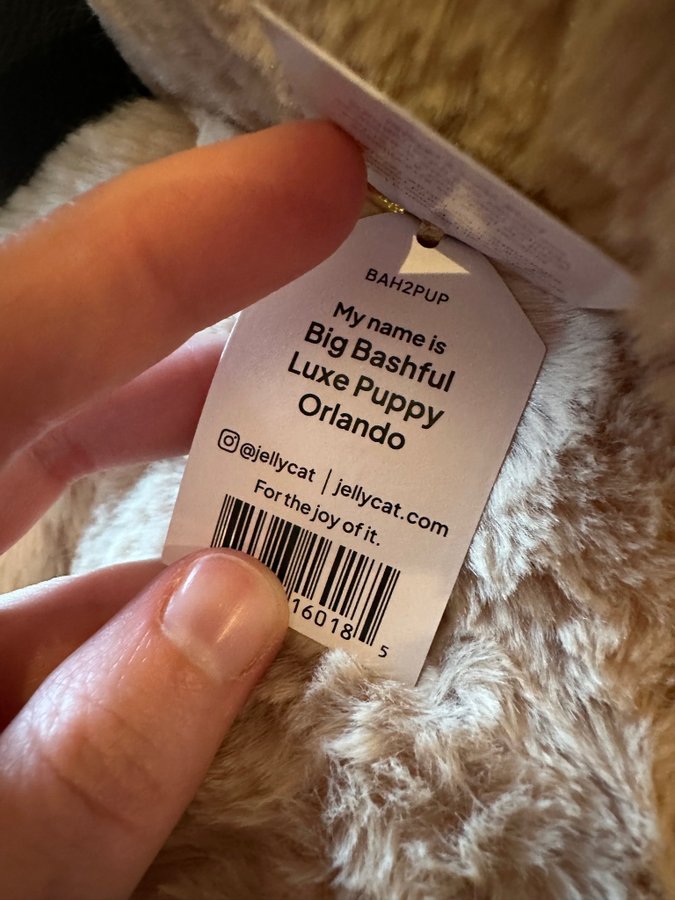 BAH2PUP
My name is
Big Bashful
Luxe Puppy
Orlando
@jellycat | jellycat.com
For the joy of it.
16018 5